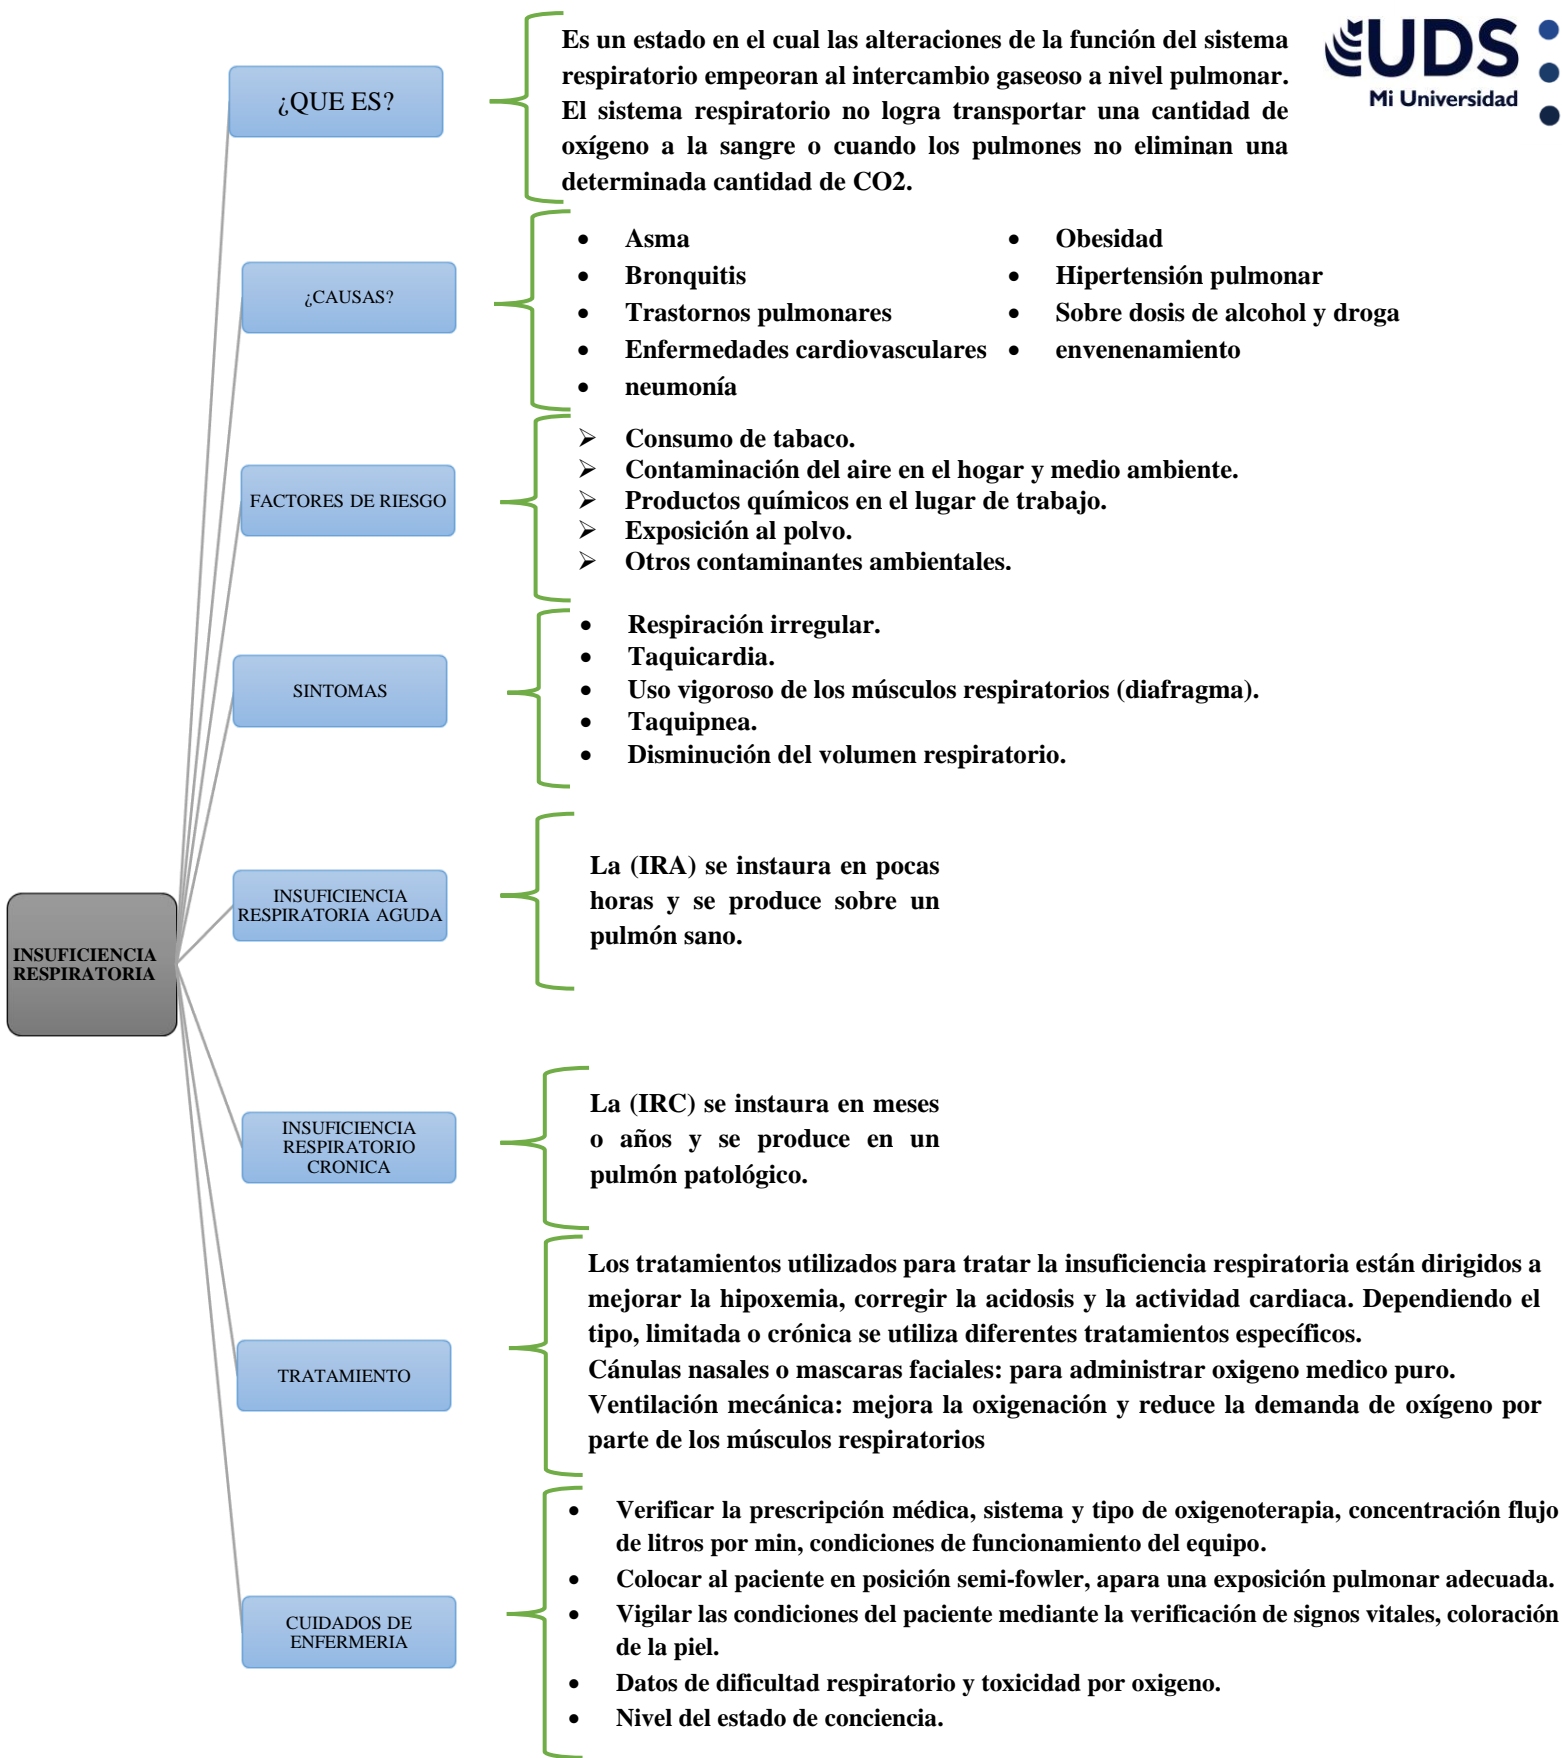 UDS
Mi Universidad
¿QUE ES?
Es un estado en el cual las alteraciones de la función del sistema
respiratorio empeoran al intercambio gaseoso a nivel pulmonar.
El sistema respiratorio no logra transportar una cantidad de
oxígeno a la sangre o cuando los pulmones no eliminan una
determinada cantidad de CO2.
¿CAUSAS?
• Asma
• Bronquitis
• Trastornos pulmonares
• Enfermedades cardiovasculares
• neumonía
• Obesidad
• Hipertensión pulmonar
• Sobre dosis de alcohol y droga
• envenenamiento
FACTORES DE RIESGO
➢ Consumo de tabaco.
➢ Contaminación del aire en el hogar y medio ambiente.
➢ Productos químicos en el lugar de trabajo.
➢ Exposición al polvo.
➢ Otros contaminantes ambientales.
SINTOMAS
• Respiración irregular.
• Taquicardia.
• Uso vigoroso de los músculos respiratorios (diafragma).
• Taquipnea.
• Disminución del volumen respiratorio.
INSUFICIENCIA
RESPIRATORIA AGUDA
La (IRA) se instaura en pocas
horas y se produce sobre un
pulmón sano.
INSUFICIENCIA
RESPIRATORIA
INSUFICIENCIA
RESPIRATORIO
CRONICA
La (IRC) se instaura en meses
o años y se produce en un
pulmón patológico.
TRATAMIENTO
Los tratamientos utilizados para tratar la insuficiencia respiratoria están dirigidos a
mejorar la hipoxemia, corregir la acidosis y la actividad cardiaca. Dependiendo el
tipo, limitada o crónica se utiliza diferentes tratamientos específicos.
Cánulas nasales o mascaras faciales: para administrar oxigeno medico puro.
Ventilación mecánica: mejora la oxigenación y reduce la demanda de oxígeno por
parte de los músculos respiratorios
CUIDADOS DE
ENFERMERIA
• Verificar la prescripción médica, sistema y tipo de oxigenoterapia, concentración flujo
de litros por min, condiciones de funcionamiento del equipo.
• Colocar al paciente en posición semi-fowler, apara una exposición pulmonar adecuada.
• Vigilar las condiciones del paciente mediante la verificación de signos vitales, coloración
de la piel.
• Datos de dificultad respiratorio y toxicidad por oxigeno.
• Nivel del estado de conciencia.